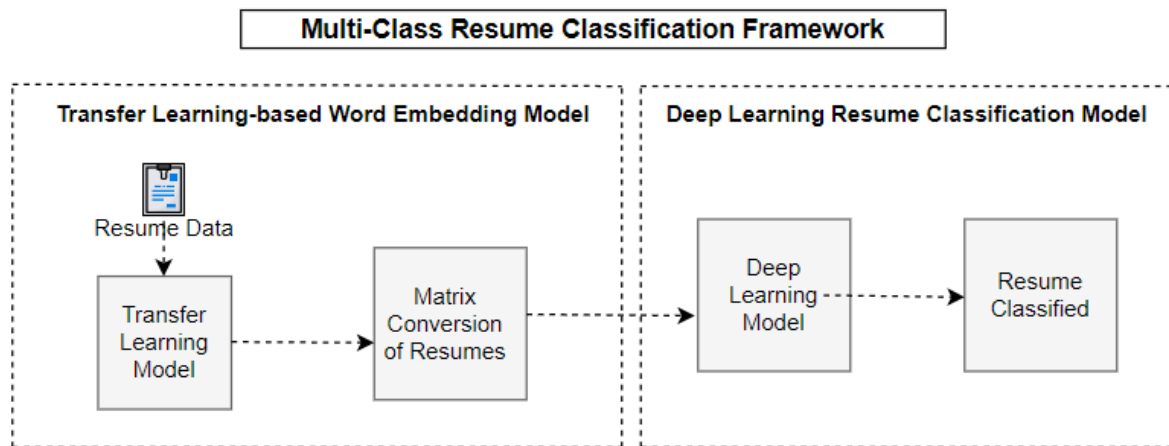 Multi-Class Resume Classification Framework
Transfer Learning-based Word Embedding Model
Resume Data
Transfer
Learning
Model
Matrix
Conversion
of Resumes
Deep Learning Resume Classification Model
Deep
Learning
Model
Resume
Classified